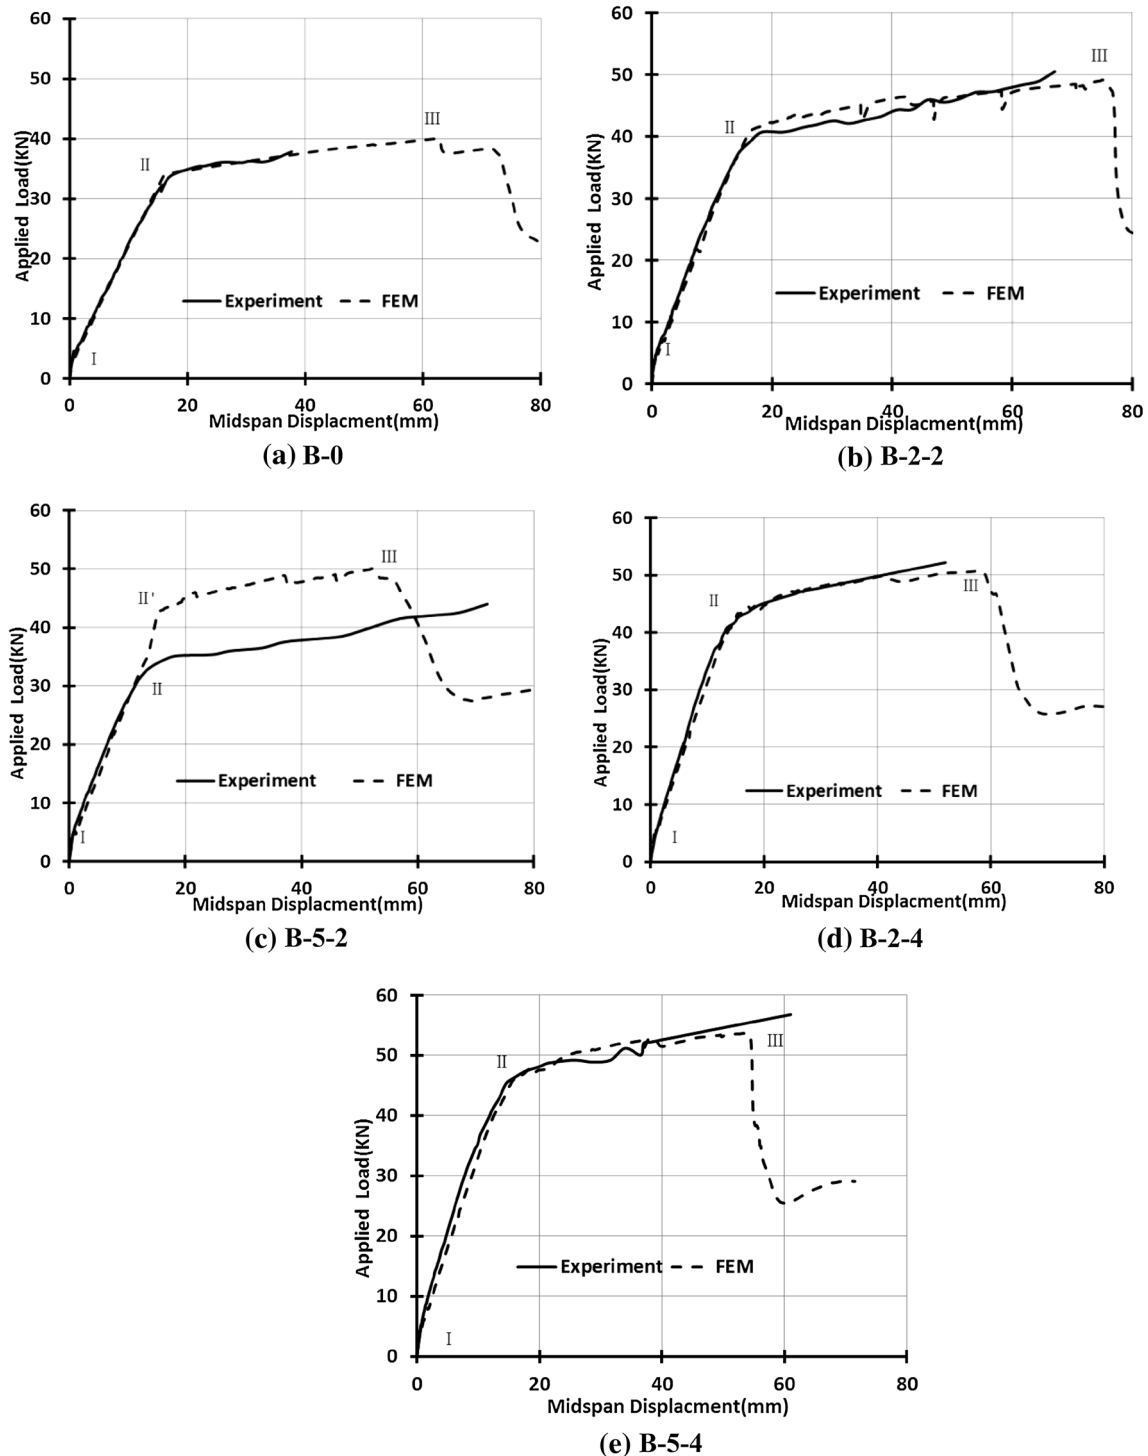 60
50
40
30
20
10
0
Applied Load(KN)
I
II
III
Experiment FEM
0 20 40 60 80
Midspan Displacment(mm)
(a) B-0
60
50
40
30
20
10
0
Applied Load(KN)
I
II
III
Experiment FEM
0 20 40 60 80
Midspan Displacment(mm)
(b) B-2-2
60
50
40
30
20
10
0
Applied Load(KN)
I
II'
II
III
Experiment FEM
0 20 40 60 80
Midspan Displacment(mm)
(c) B-5-2
60
50
40
30
20
10
0
Applied Load(KN)
I
II
III
Experiment FEM
0 20 40 60 80
Midspan Displacment(mm)
(d) B-2-4
60
50
40
30
20
10
0
Applied Load(KN)
I
II
III
Experiment FEM
0 20 40 60 80
Midspan Displacment(mm)
(e) B-5-4